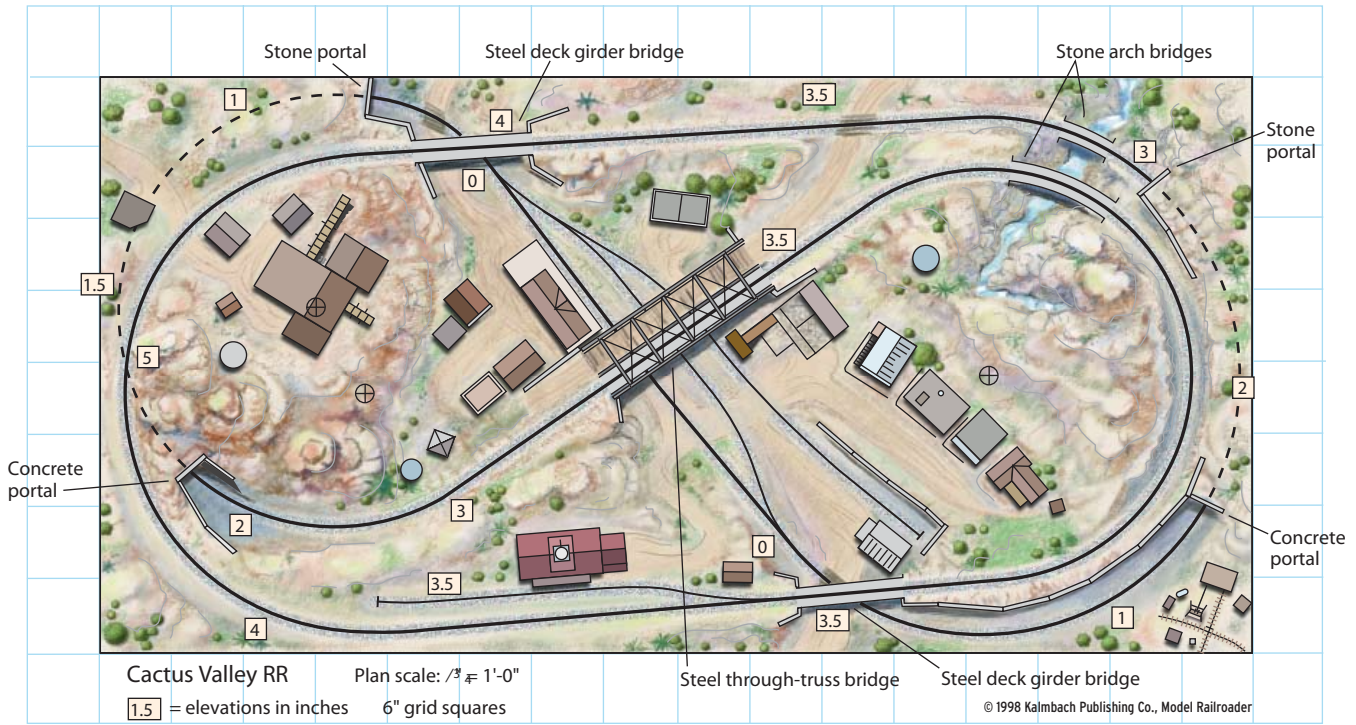 Stone portal
Steel deck girder bridge
Stone arch bridges
1
4
3.5
3
Stone
portal
0
3.5
1.5
5
2
Concrete
portal
2
3
0
Concrete
portal
3.5
4
3.5
1
Cactus Valley RR
Plan scale:
= 1'-0"
Steel through-truss bridge
Steel deck girder bridge
1.5 = elevations in inches
6" grid squares
© 1998 Kalmbach Publishing Co., Model Railroader